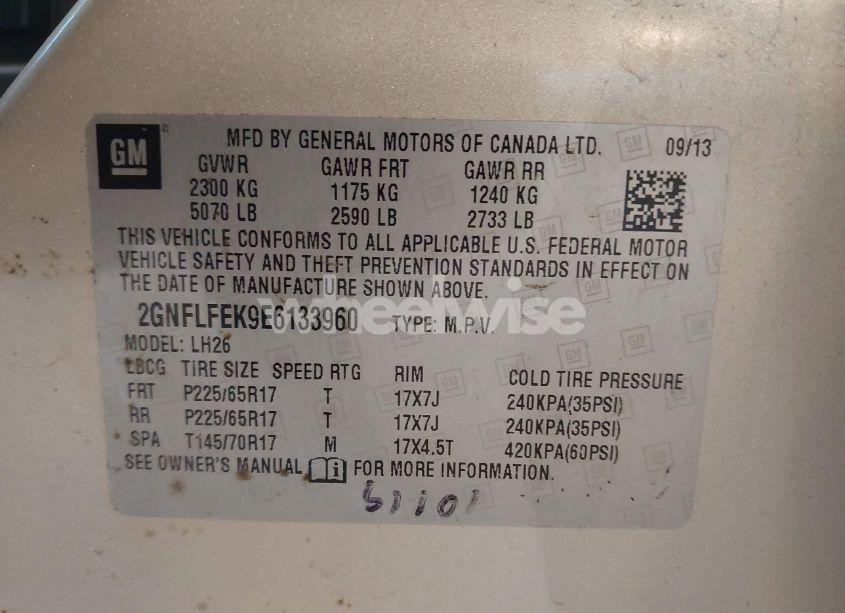 GM
MFD BY GENERAL MOTORS OF CANADA LTD. 09/13
GVWR GAWR FRT GAWR RR
2300 KG 1175 KG 1240 KG
5070 LB 2590 LB 2733 LB
THIS VEHICLE CONFORMS TO ALL APPLICABLE U.S. FEDERAL MOTOR
VEHICLE SAFETY AND THEFT PREVENTION STANDARDS IN EFFECT ON
THE DATE OF MANUFACTURE SHOWN ABOVE.
wheelwise
2GNFLFEK9E6133960 TYPE: M.P.V.
MODEL: LH26
LBCG TIRE SIZE SPEED RTG RIM COLD TIRE PRESSURE
FRT P225/65R17 T 17X7J 240KPA(35PSI)
RR P225/65R17 T 17X7J 240KPA(35PSI)
SPA T145/70R17 M 17X4.5T 420KPA(60PSI)
SEE OWNER'S MANUAL FOR MORE INFORMATION.